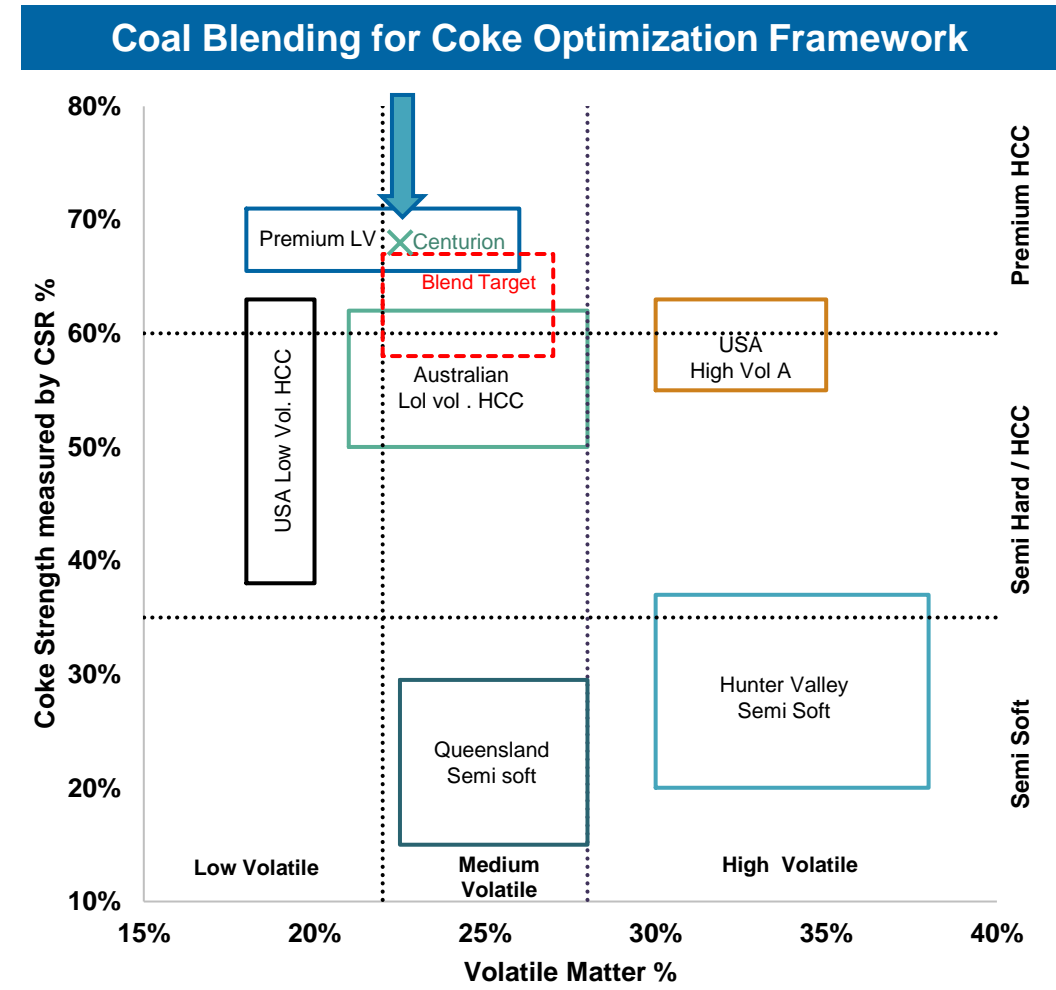 Coal Blending for Coke Optimization Framework
Coke Strength measured by CSR %
80%
70%
60%
50%
40%
30%
20%
10%
Premium LV
Centurion
Blend Target
USA Low Vol. HCC
Australian
Lol vol . HCC
USA
High Vol A
Queensland
Semi soft
Hunter Valley
Semi Soft
Low Volatile
Medium
Volatile
High Volatile
Premium HCC
Semi Hard / HCC
Semi Soft
15%
20%
25%
30%
35%
40%
Volatile Matter %